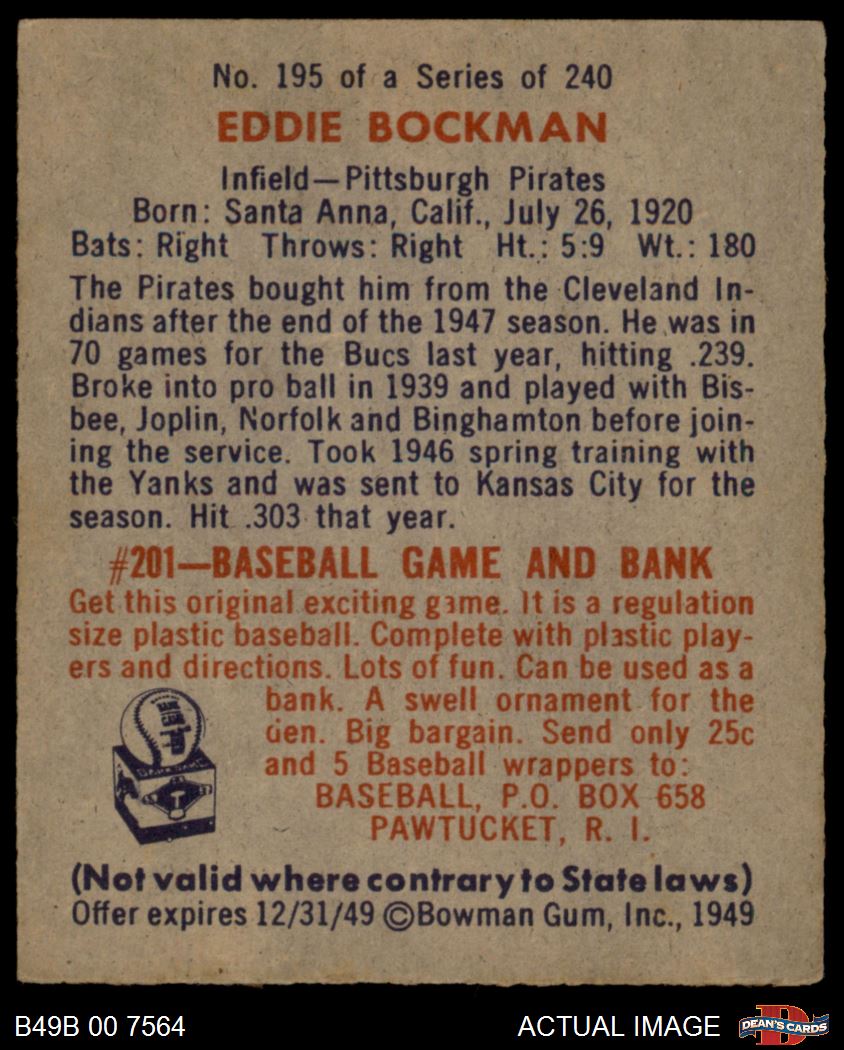 No. 195 of a Series of 240
EDDIE BOCKMAN
Infield—Pittsburgh Pirates
Born: Santa Anna, Calif., July 26, 1920
Bats: Right Throws: Right Ht.: 5:9 Wt.: 180
The Pirates bought him from the Cleveland In-
dians after the end of the 1947 season. He was in
70 games for the Bucs last year, hitting .239.
Broke into pro ball in 1939 and played with Bis-
bee, Joplin, Norfolk and Binghamton before join-
ing the service. Took 1946 spring training with
the Yanks and was sent to Kansas City for the
season. Hit .303 that year.
#201—BASEBALL GAME AND BANK
Get this original exciting game. It is a regulation
size plastic baseball. Complete with plastic play-
ers and directions. Lots of fun. Can be used as a
bank. A swell ornament for the
den. Big bargain. Send only 25c
and 5 Baseball wrappers to:
BASEBALL, P.O. BOX 658
PAWTUCKET, R. I.
(Not valid where contrary to State laws)
Offer expires 12/31/49 ©Bowman Gum, Inc., 1949
B49B 00 7564
ACTUAL IMAGE
DEAN'S CARDS